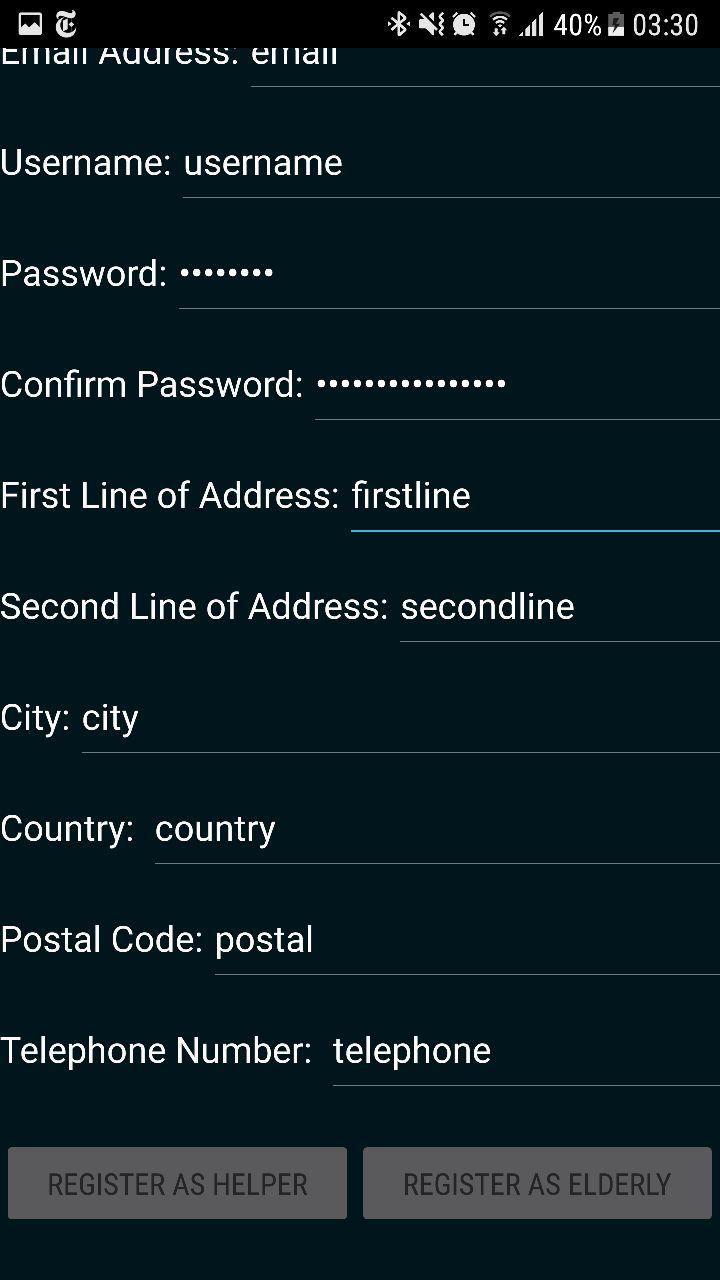 40% 03:30
Email Address: email
Username: username
Password: ••••••••
Confirm Password: ••••••••••••••••
First Line of Address: firstline
Second Line of Address: secondline
City: city
Country: country
Postal Code: postal
Telephone Number: telephone
REGISTER AS HELPER REGISTER AS ELDERLY